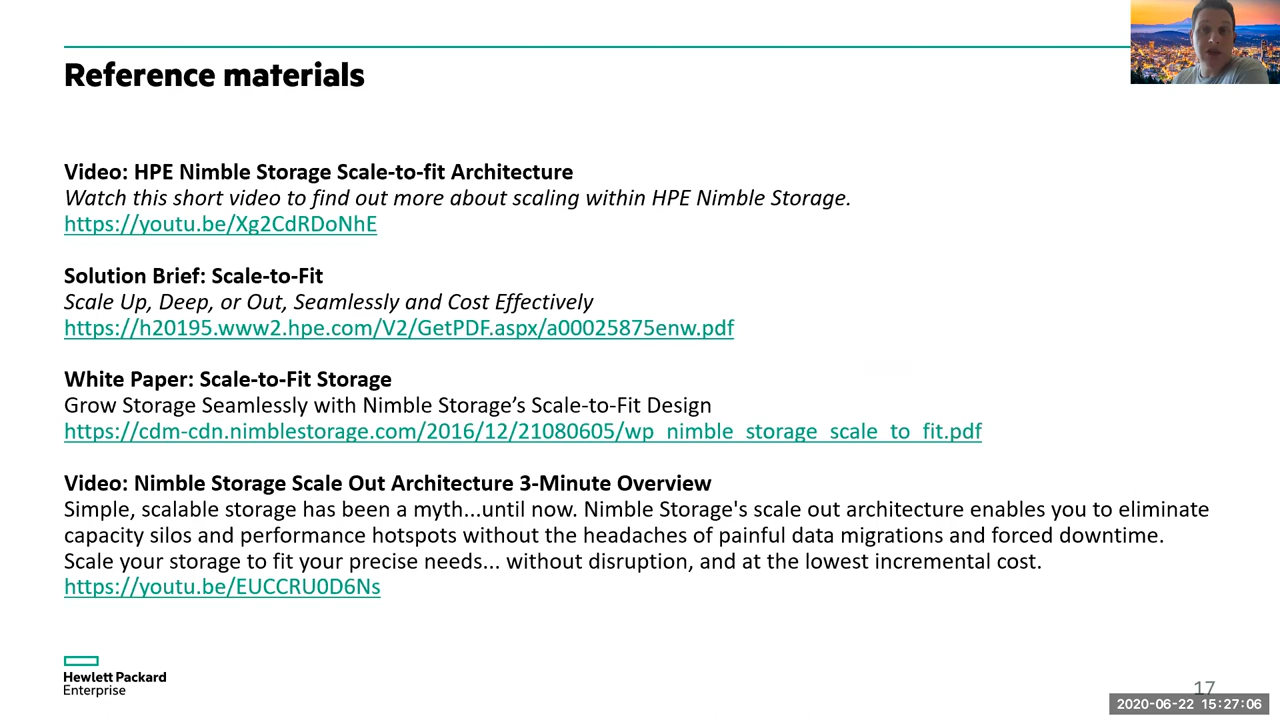 Reference materials
Video: HPE Nimble Storage Scale-to-fit Architecture
Watch this short video to find out more about scaling within HPE Nimble Storage.
https://youtu.be/Xg2CdRDoNhE
Solution Brief: Scale-to-Fit
Scale Up, Deep, or Out, Seamlessly and Cost Effectively
https://h20195.www2.hpe.com/V2/GetPDF.aspx/a00025875enw.pdf
White Paper: Scale-to-Fit Storage
Grow Storage Seamlessly with Nimble Storage’s Scale-to-Fit Design
https://cdm-cdn.nimblestorage.com/2016/12/21080605/wp_nimble_storage_scale_to_fit.pdf
Video: Nimble Storage Scale Out Architecture 3-Minute Overview
Simple, scalable storage has been a myth...until now. Nimble Storage's scale out architecture enables you to eliminate
capacity silos and performance hotspots without the headaches of painful data migrations and forced downtime.
Scale your storage to fit your precise needs... without disruption, and at the lowest incremental cost.
https://youtu.be/EUCCRU0D6Ns
Hewlett Packard
Enterprise
17
2020-06-22 15:27:06